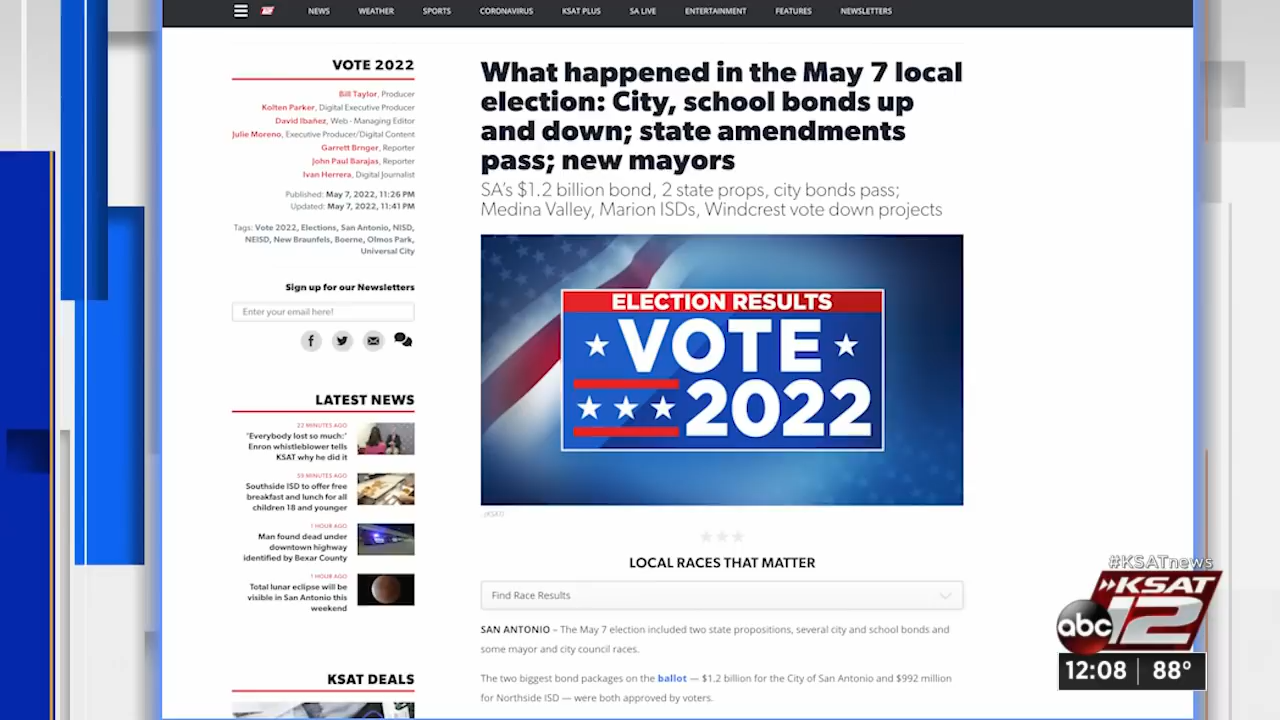 NEWS WEATHER SPORTS CORONAVIRUS KSAT PLUS SA LIVE ENTERTAINMENT FEATURES NEWSLETTERS
VOTE 2022
Bill Taylor, Producer
Kolten Parker, Digital Executive Producer
David Ibañez, Web - Managing Editor
Julie Moreno, Executive Producer/Digital Content
Garrett Brnger, Reporter
John Paul Barajas, Reporter
Ivan Herrera, Digital Journalist
Published: May 7, 2022, 11:26 PM
Updated: May 7, 2022, 11:41 PM
Tags: Vote 2022, Elections, San Antonio, NISD,
NEISD, New Braunfels, Boerne, Olmos Park,
Universal City
Sign up for our Newsletters
Enter your email here!
LATEST NEWS
22 MINUTES AGO
"Everybody lost so much:"
Enron whistleblower tells
KSAT why he did it
Southside ISD to offer free
breakfast and lunch for all
children 18 and younger
1 HOUR AGO
Man found dead under
downtown highway
identified by Bexar County
1 HOUR AGO
Total lunar eclipse will be
visible in San Antonio this
weekend
KSAT DEALS
What happened in the May 7 local
election: City, school bonds up
and down; state amendments
pass; new mayors
SA's $1.2 billion bond, 2 state props, city bonds pass;
Medina Valley, Marion ISDs, Windcrest vote down projects
ELECTION RESULTS
VOTE
2022
(KSAT)
LOCAL RACES THAT MATTER
Find Race Results
SAN ANTONIO – The May 7 election included two state propositions, several city and school bonds and
some mayor and city council races.
The two biggest bond packages on the ballot — $1.2 billion for the City of San Antonio and $992 million
for Northside ISD — were both approved by voters.
#KSATnews
KSAT
abc 12
12:08 88°